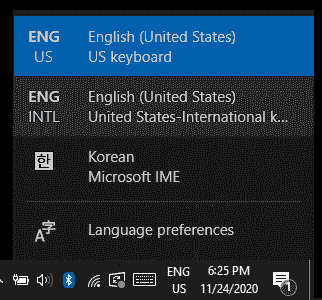 ENG English (United States)
US US keyboard
ENG English (United States)
INTL United States-International k...
한 Korean
Microsoft IME
A字 Language preferences
ENG 6:25 PM
US 11/24/2020
1